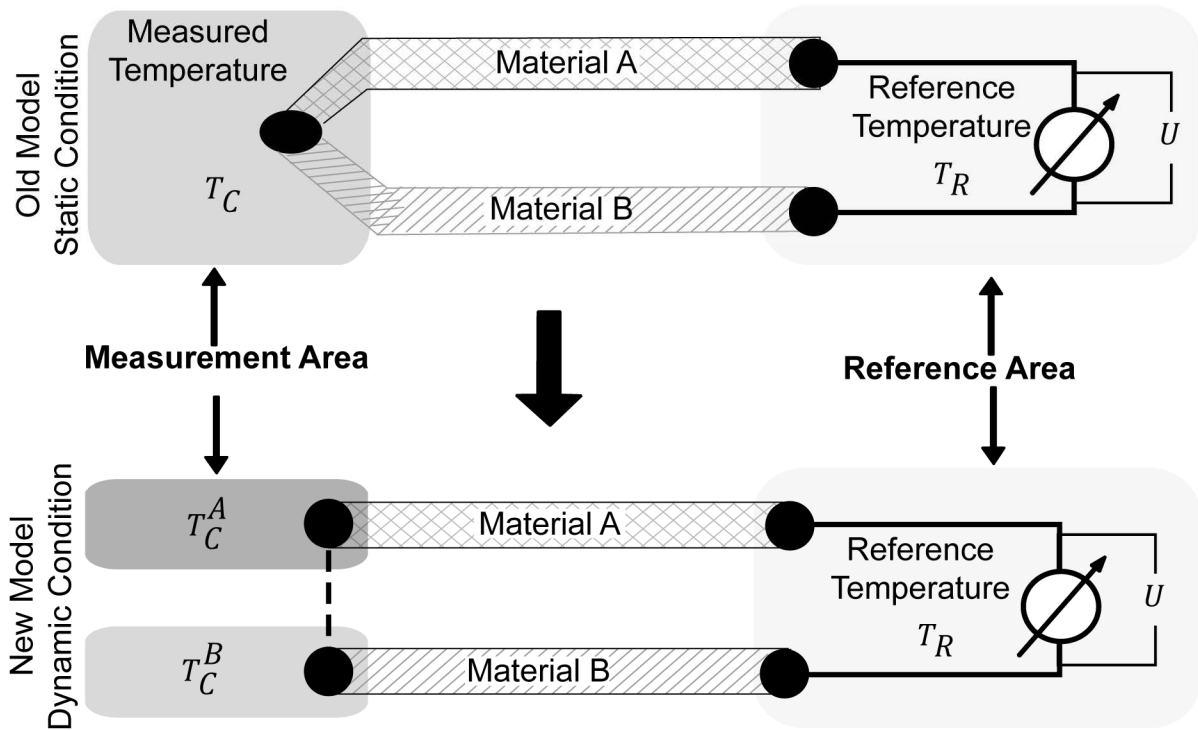 Old Model
Static Condition
Measured
Temperature
T_C
Material A
Material B
Reference
Temperature
T_R
U
Measurement Area
Reference Area
New Model
Dynamic Condition
T_C^A
T_C^B
Material A
Material B
Reference
Temperature
T_R
U